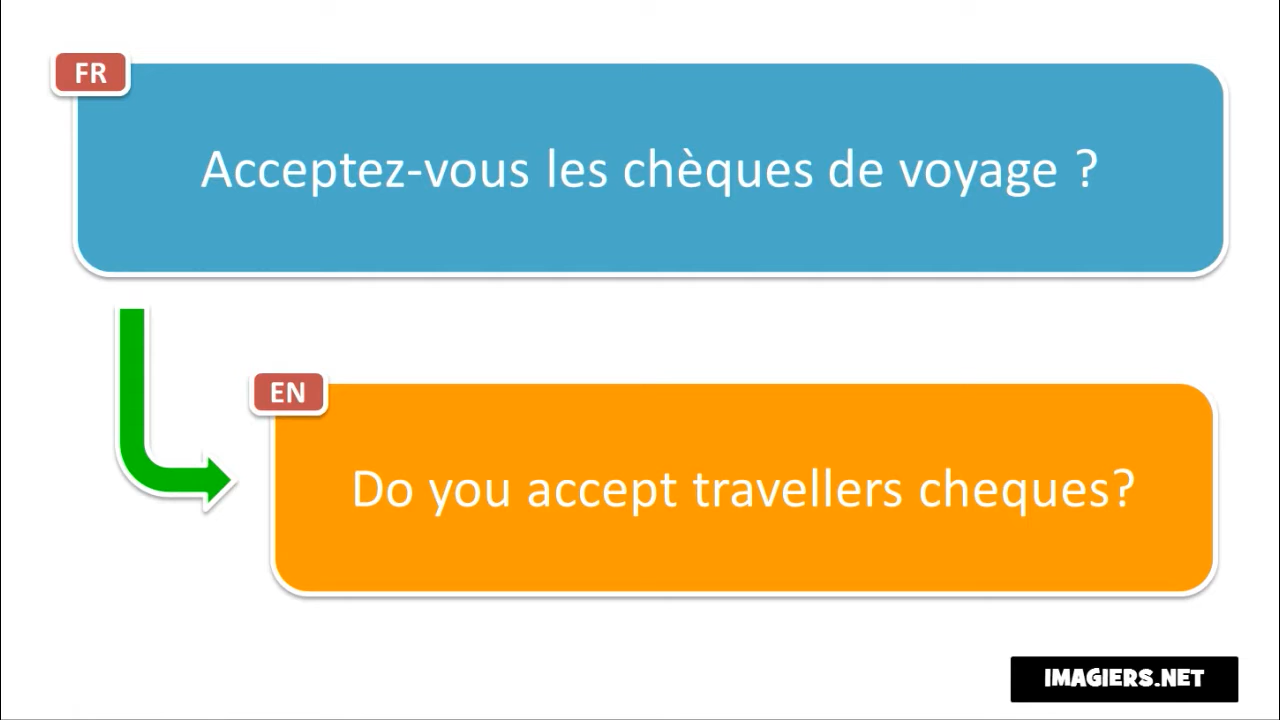 FR
Acceptez-vous les chèques de voyage ?
EN
Do you accept travellers cheques?
IMAGIERS.NET